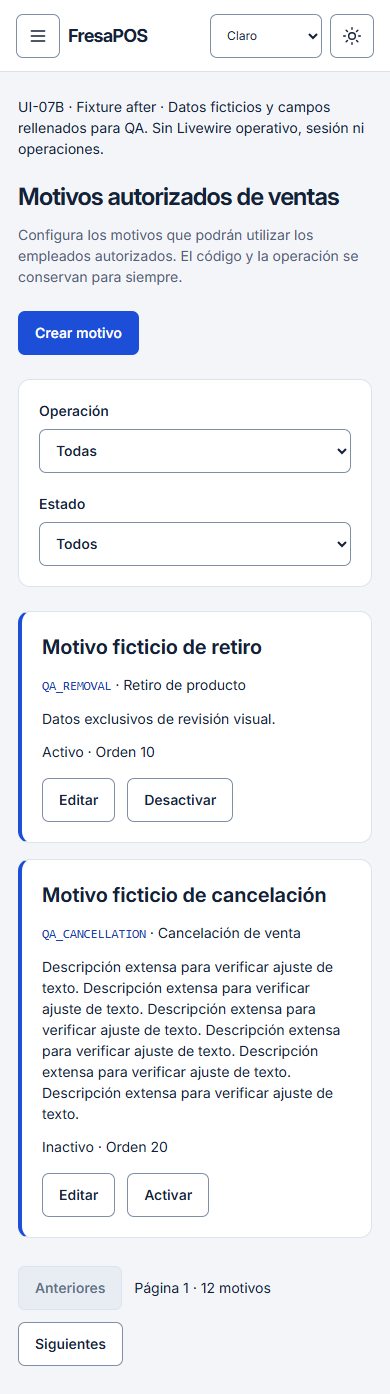 FresaPOS
Claro
UI-07B · Fixture after · Datos ficticios y campos
rellenados para QA. Sin Livewire operativo, sesión ni
operaciones.
Motivos autorizados de ventas
Configura los motivos que podrán utilizar los
empleados autorizados. El código y la operación se
conservan para siempre.
Crear motivo
Operación
Todas
Estado
Todos
Motivo ficticio de retiro
QA_REMOVAL · Retiro de producto
Datos exclusivos de revisión visual.
Activo · Orden 10
Editar
Desactivar
Motivo ficticio de cancelación
QA_CANCELLATION · Cancelación de venta
Descripción extensa para verificar ajuste de
texto. Descripción extensa para verificar
ajuste de texto. Descripción extensa para
verificar ajuste de texto. Descripción extensa
para verificar ajuste de texto. Descripción
extensa para verificar ajuste de texto.
Descripción extensa para verificar ajuste de
texto.
Inactivo · Orden 20
Editar
Activar
Anteriores
Página 1 · 12 motivos
Siguientes